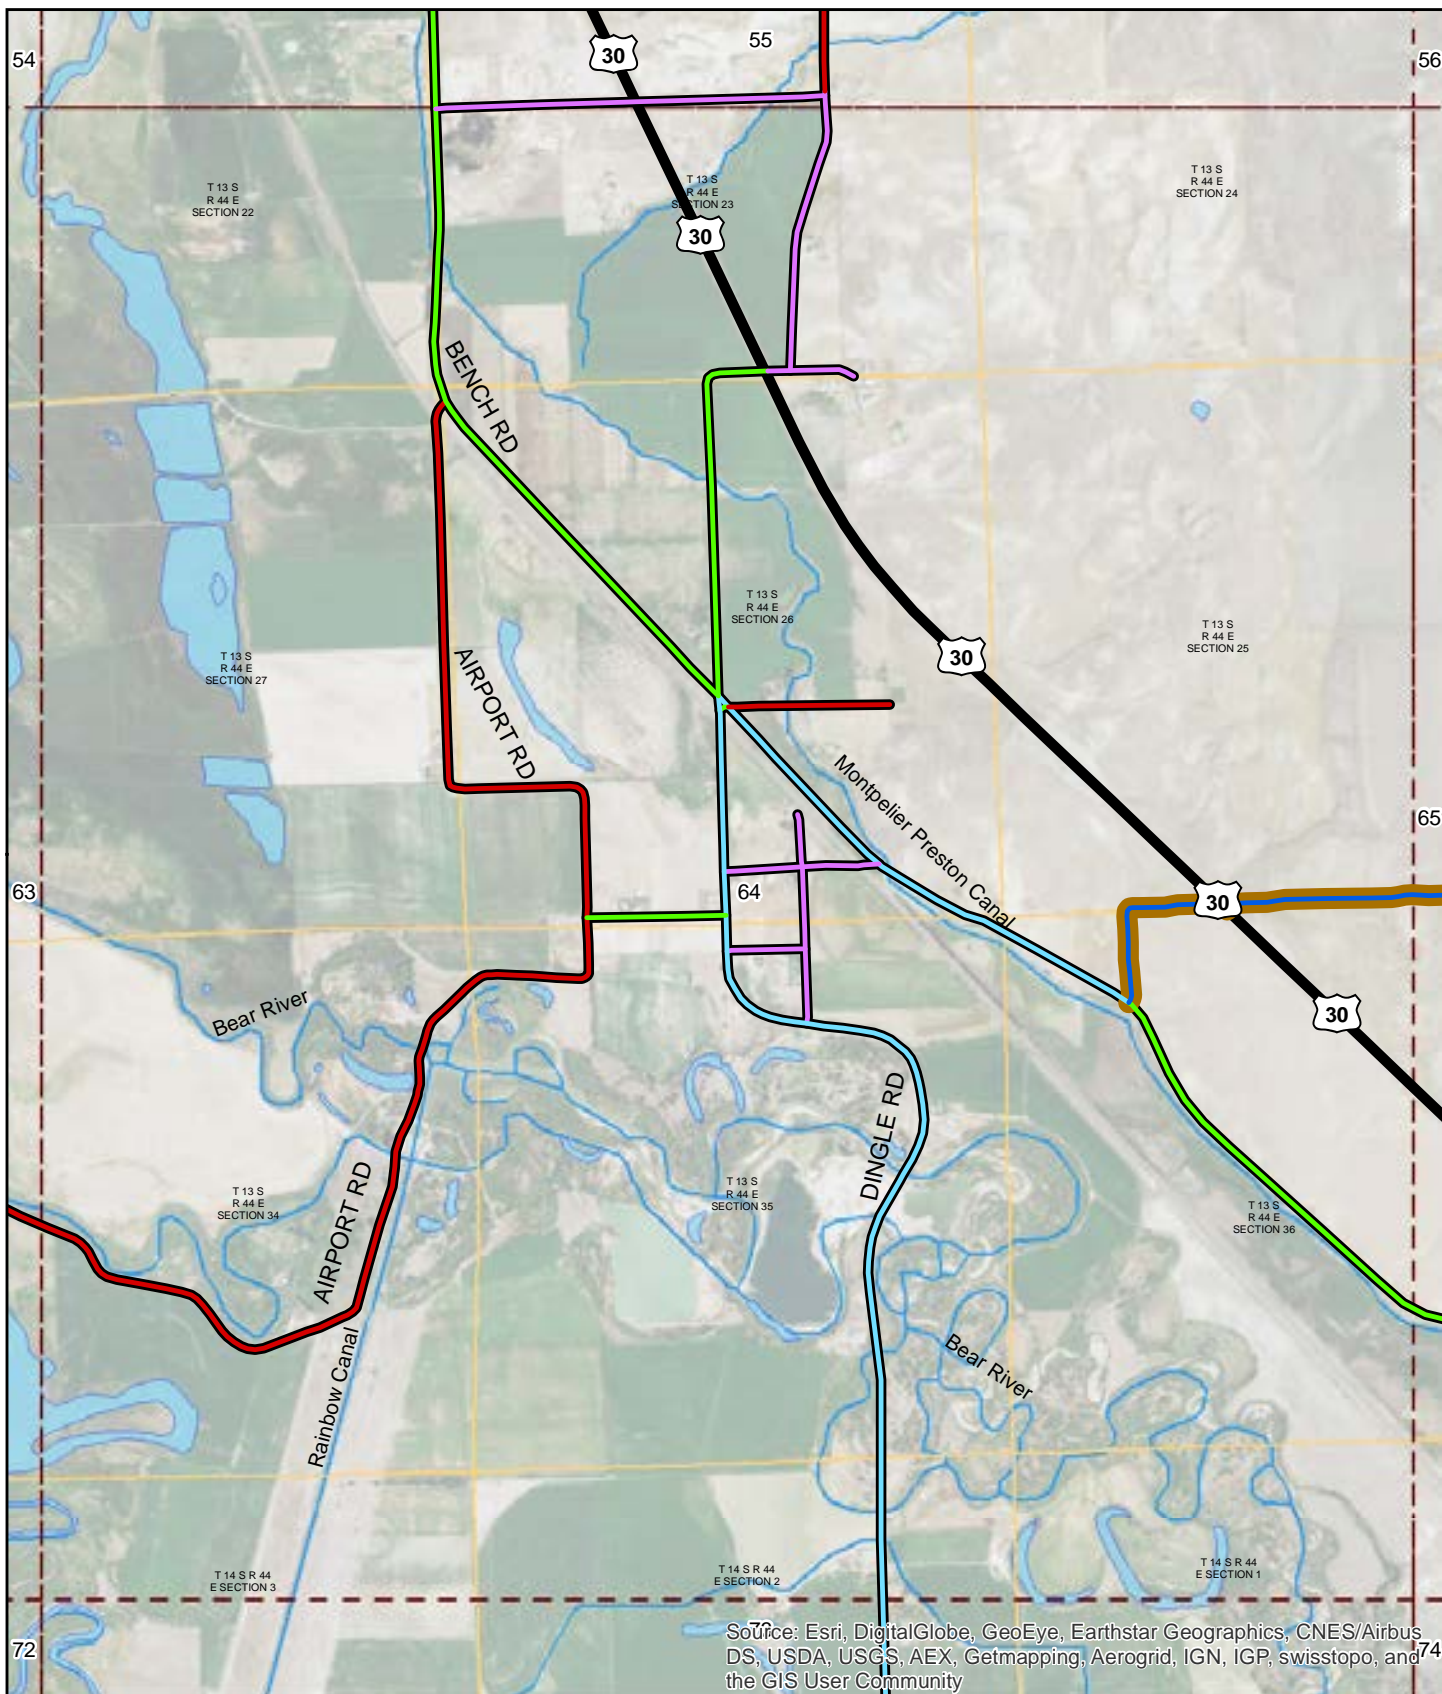 54
55
56
30
T 13 S
R 44 E
SECTION 22
T 13 S
R 44 E
SECTION 23
T 13 S
R 44 E
SECTION 24
30
BENCH RD
T 13 S
R 44 E
SECTION 26
T 13 S
R 44 E
SECTION 25
T 13 S
R 44 E
SECTION 27
AIRPORT RD
30
Montpelier Preston Canal
65
63
64
30
Bear River
30
DINGLE RD
T 13 S
R 44 E
SECTION 34
AIRPORT RD
T 13 S
R 44 E
SECTION 35
T 13 S
R 44 E
SECTION 36
Rainbow Canal
Bear River
T 14 S R 44
E SECTION 3
T 14 S R 44
E SECTION 2
T 14 S R 44
E SECTION 1
72
74
Source: Esri, DigitalGlobe, GeoEye, Earthstar Geographics, CNES/Airbus
DS, USDA, USGS, AEX, Getmapping, Aerogrid, IGN, IGP, swisstopo, and
the GIS User Community